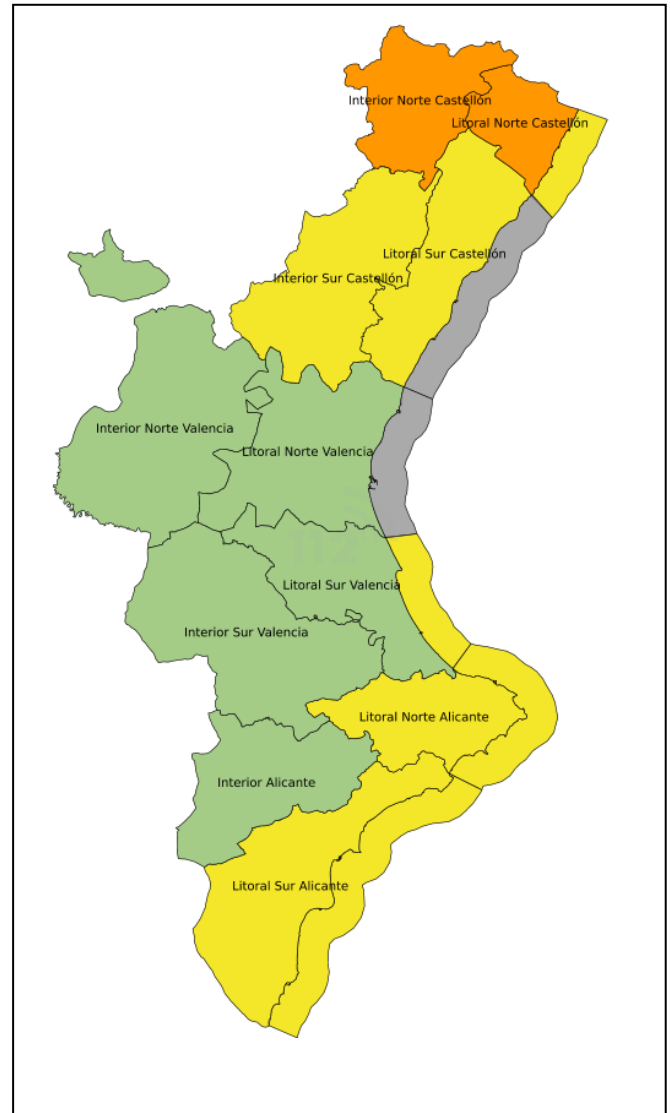 Interior Norte Castellón
Litoral Norte Castellón
Litoral Sur Castellón
Interior Sur Castellón
Interior Norte Valencia
Litoral Norte Valencia
112
Litoral Sur Valencia
Interior Sur Valencia
Litoral Norte Alicante
Interior Alicante
Litoral Sur Alicante